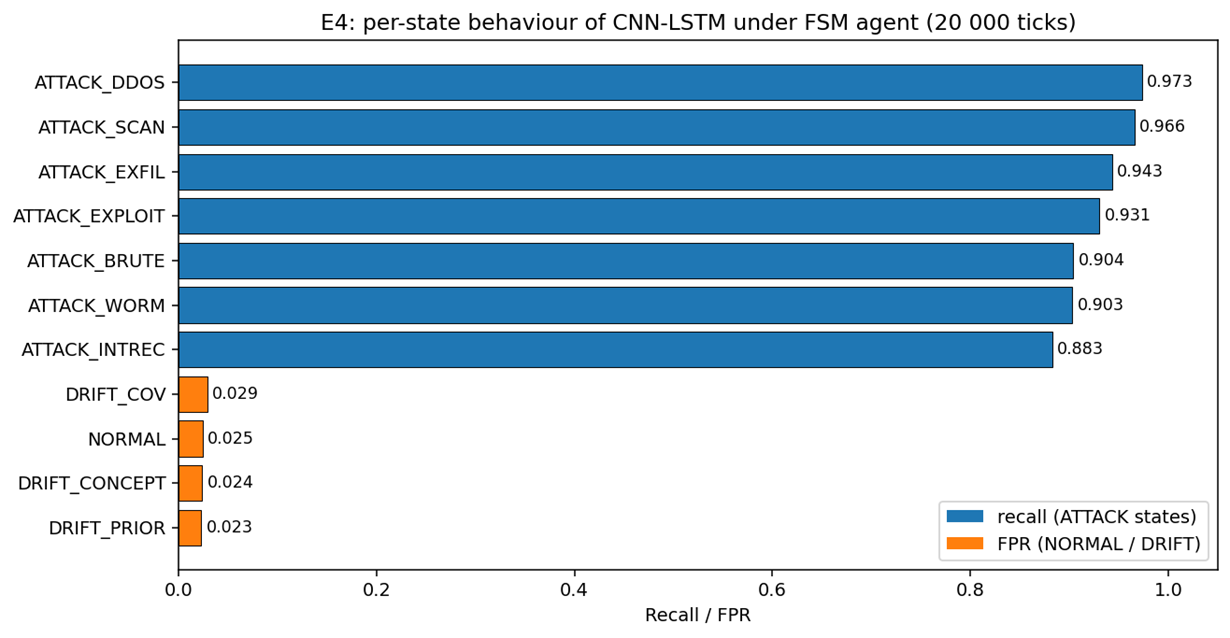 E4: per-state behaviour of CNN-LSTM under FSM agent (20 000 ticks)
ATTACK_DDOS 0.973
ATTACK_SCAN 0.966
ATTACK_EXFIL 0.943
ATTACK_EXPLOIT 0.931
ATTACK_BRUTE 0.904
ATTACK_WORM 0.903
ATTACK_INTREC 0.883
DRIFT_COV 0.029
NORMAL 0.025
DRIFT_CONCEPT 0.024
DRIFT_PRIOR 0.023
recall (ATTACK states)
FPR (NORMAL / DRIFT)
0.0 0.2 0.4 0.6 0.8 1.0
Recall / FPR